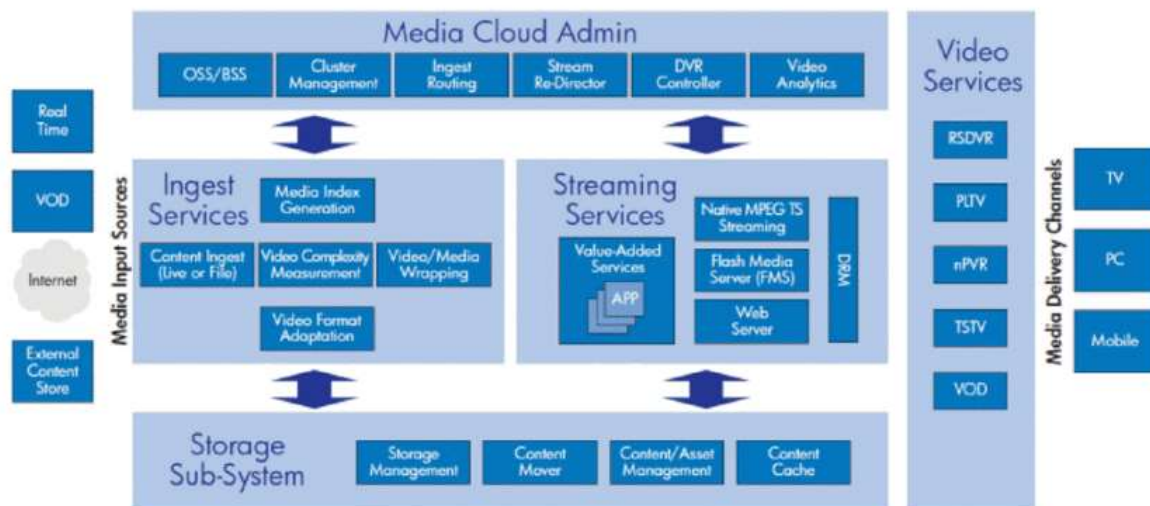 Media Cloud Admin
OSS/BSS
Cluster
Management
Ingest
Routing
Stream
Re-Director
DVR
Controller
Video
Analytics
Real
Time
VOD
Internet
External
Content
Store
Media Input Sources
Ingest
Services
Media Index
Generation
Content Ingest
(Live or File)
Video Complexity
Measurement
Video/Media
Wrapping
Video Format
Adaptation
Streaming
Services
Value-Added
Services
APP
Native MPEG TS
Streaming
Flash Media
Server (FMS)
Web
Server
DRM
Storage
Sub-System
Storage
Management
Content
Mover
Content/Asset
Management
Content
Cache
Video
Services
RSDVR
PLTV
nPVR
TSTV
VOD
Media Delivery Channels
TV
PC
Mobile